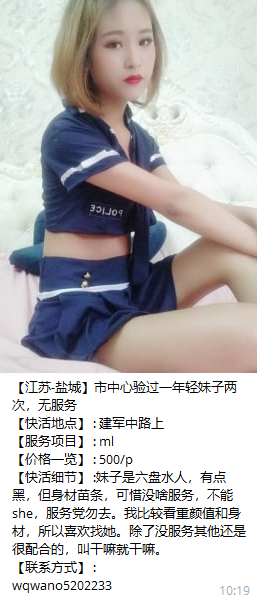 POLICE
【江苏-盐城】市中心验过一年轻妹子两
次，无服务
【快活地点】：建军中路上
【服务项目】: ml
【价格一览】: 500/p
【快活细节】:妹子是六盘水人，有点
黑，但身材苗条，可惜没啥服务，不能
she，服务党勿去。我比较看重颜值和身
材，所以喜欢找她。除了没服务其他还是
很配合的，叫干嘛就干嘛。
【联系方式】:
wqwano5202233
10:19